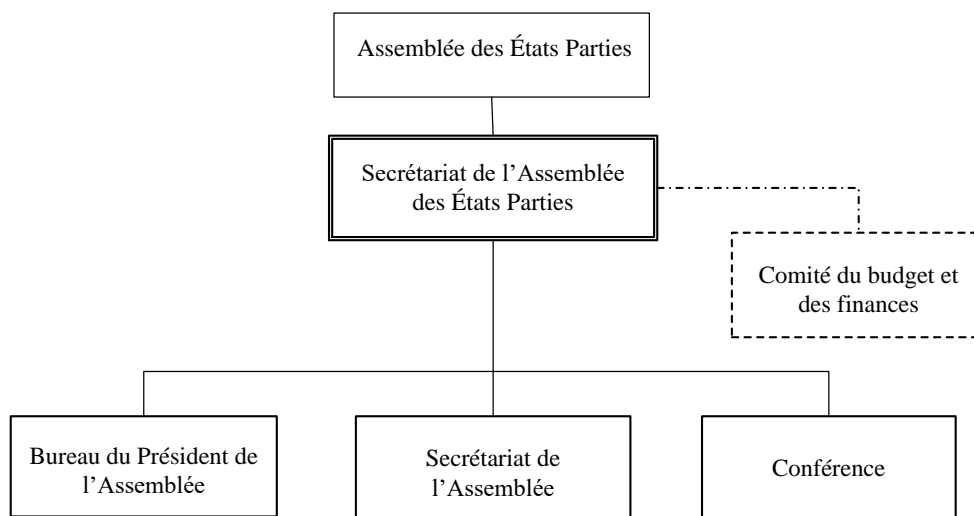 Assemblée des États Parties
Secrétariat de l’Assemblée
des États Parties
Comité du budget et
des finances
Bureau du Président de
l’Assemblée
Secrétariat de
l’Assemblée
Conférence